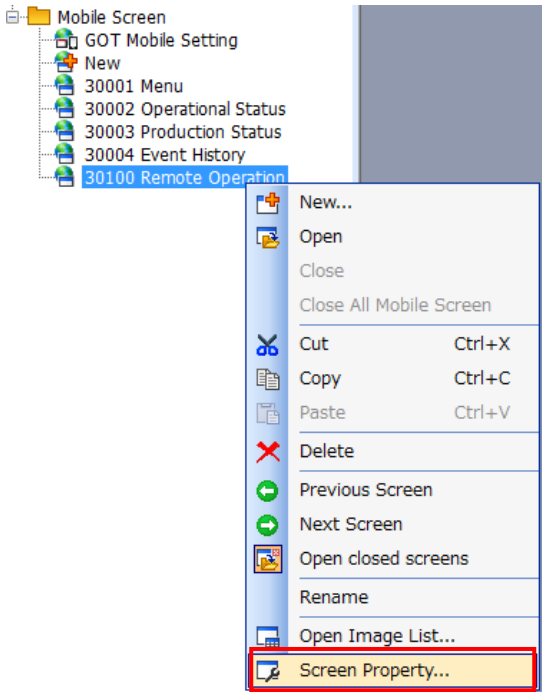 Mobile Screen
GOT Mobile Setting
New
30001 Menu
30002 Operational Status
30003 Production Status
30004 Event History
30100 Remote Operation
New...
Open
Close
Close All Mobile Screen
Cut Ctrl+X
Copy Ctrl+C
Paste Ctrl+V
Delete
Previous Screen
Next Screen
Open closed screens
Rename
Open Image List...
Screen Property...